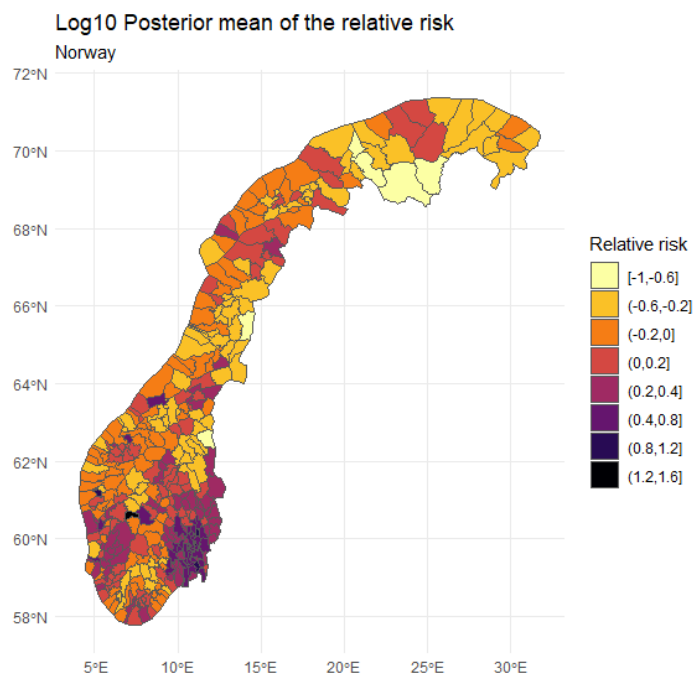 Log10 Posterior mean of the relative risk
Norway
72°N
70°N
68°N
66°N
64°N
62°N
60°N
58°N
5°E 10°E 15°E 20°E 25°E 30°E
Relative risk
[-1,-0.6]
(-0.6,-0.2]
(-0.2,0]
(0,0.2]
(0.2,0.4]
(0.4,0.8]
(0.8,1.2]
(1.2,1.6]